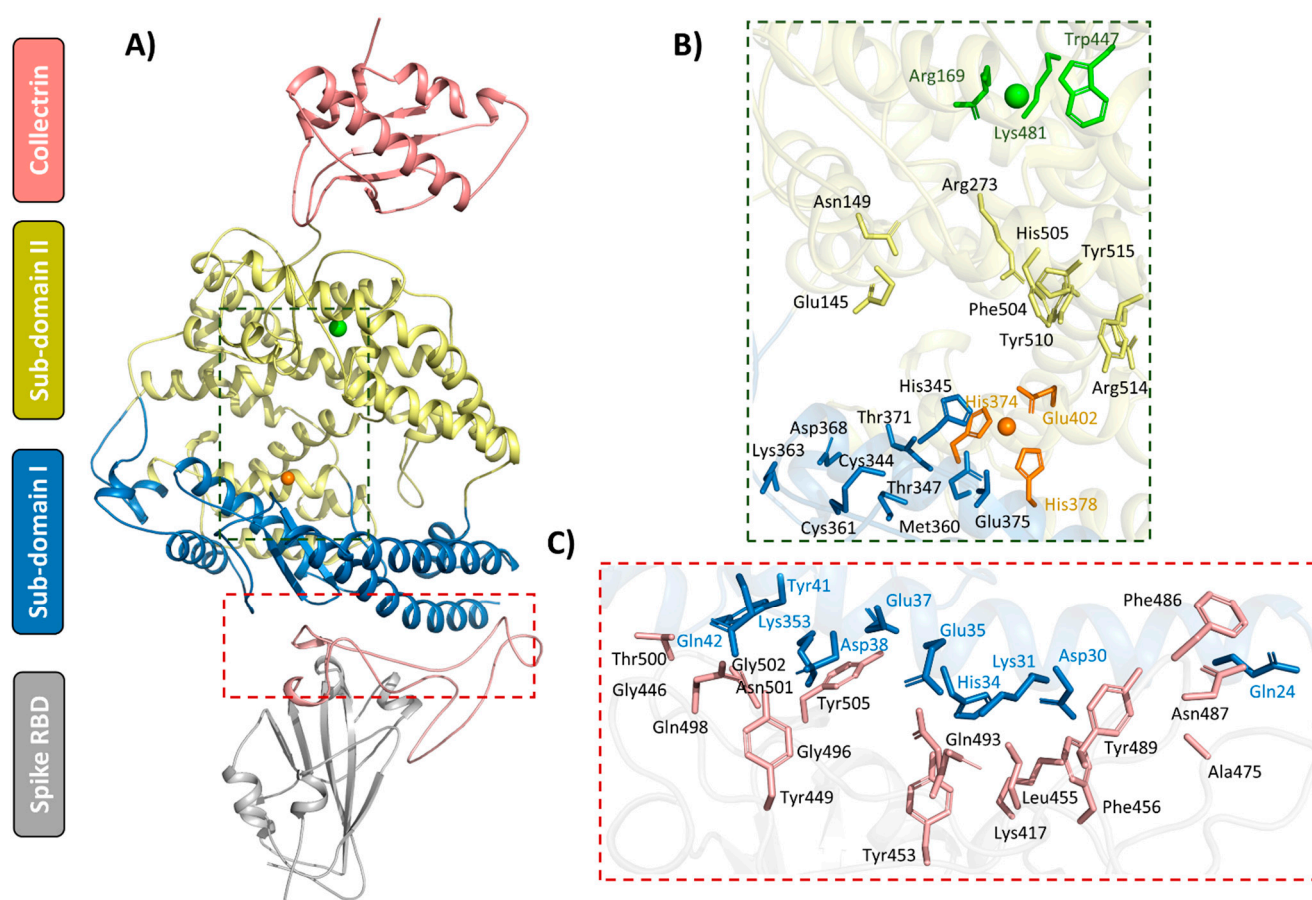 Collectrin
Sub-domain II
Sub-domain I
Spike RBD
A)
B)
Trp447
Arg169
Lys481
Arg273
Asn149
His505
Tyr515
Glu145
Phe504
Tyr510
Arg514
His345
His374
Glu402
Thr371
Asp368
Lys363
Cys344
Thr347
His378
Cys361
Met360
Glu375
C)
Tyr41
Glu37
Phe486
Lys353
Gln42
Asp38
Glu35
Thr500
Gly502
Lys31
Asp30
Gly446
Asn501
His34
Gln24
Gln498
Tyr505
Asn487
Gly496
Gln493
Tyr489
Ala475
Tyr449
Leu455
Phe456
Lys417
Tyr453